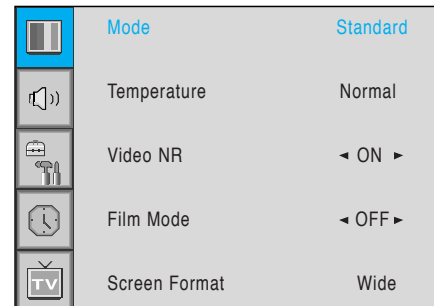 Mode Standard
Temperature Normal
Video NR ◄ ON ►
Film Mode ◄ OFF ►
Screen Format Wide
TV